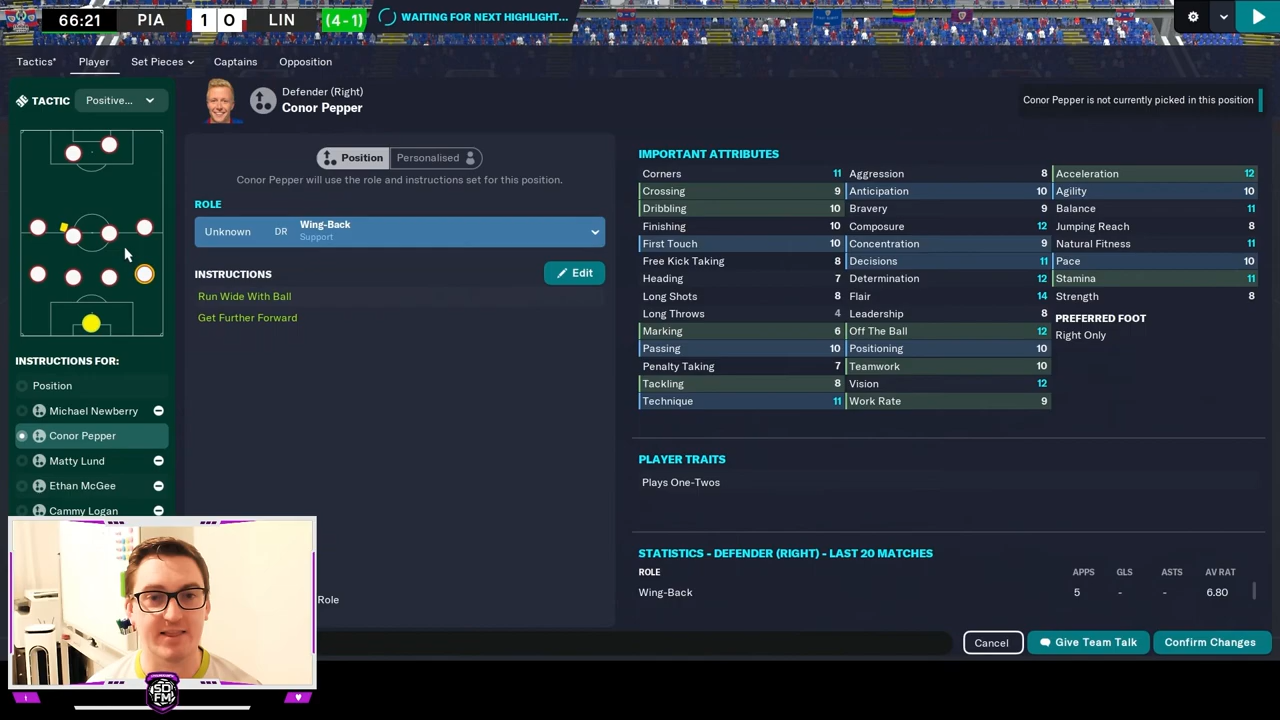 66:21 PIA 1 0 LIN (4-1) WAITING FOR NEXT HIGHLIGHT...
Tactics* Player Set Pieces Captains Opposition
TACTIC Positive...
Defender (Right)
Conor Pepper
Conor Pepper is not currently picked in this position
Position Personalised
Conor Pepper will use the role and instructions set for this position.
ROLE
Unknown DR Wing-Back
Support
INSTRUCTIONS Edit
Run Wide With Ball
Get Further Forward
INSTRUCTIONS FOR:
Position
Michael Newberry
Conor Pepper
Matty Lund
Ethan McGee
Cammy Logan
Role
IMPORTANT ATTRIBUTES
Corners 11 Aggression 8 Acceleration 12
Crossing 9 Anticipation 10 Agility 10
Dribbling 10 Bravery 9 Balance 11
Finishing 10 Composure 12 Jumping Reach 8
First Touch 10 Concentration 9 Natural Fitness 11
Free Kick Taking 8 Decisions 11 Pace 10
Heading 7 Determination 12 Stamina 11
Long Shots 8 Flair 14 Strength 8
Long Throws 4 Leadership 8 PREFERRED FOOT
Marking 6 Off The Ball 12 Right Only
Passing 10 Positioning 10
Penalty Taking 7 Teamwork 10
Tackling 8 Vision 12
Technique 11 Work Rate 9
PLAYER TRAITS
Plays One-Twos
STATISTICS - DEFENDER (RIGHT) - LAST 20 MATCHES
ROLE APPS GLS ASTS AV RAT
Wing-Back 5 - - 6.80
Cancel Give Team Talk Confirm Changes
SD
FM